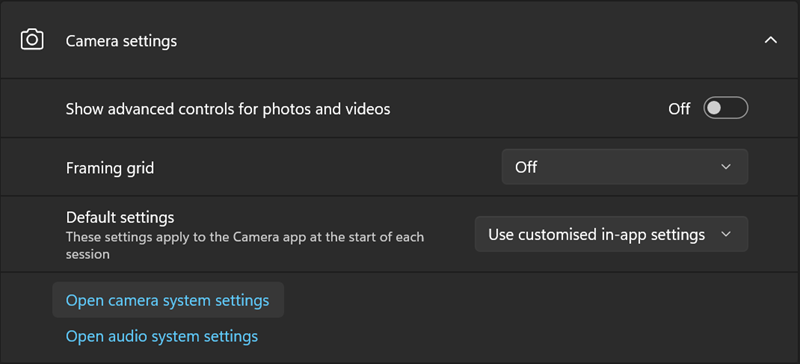 Camera settings
Show advanced controls for photos and videos
Off
Framing grid
Off
Default settings
These settings apply to the Camera app at the start of each
session
Use customised in-app settings
Open camera system settings
Open audio system settings